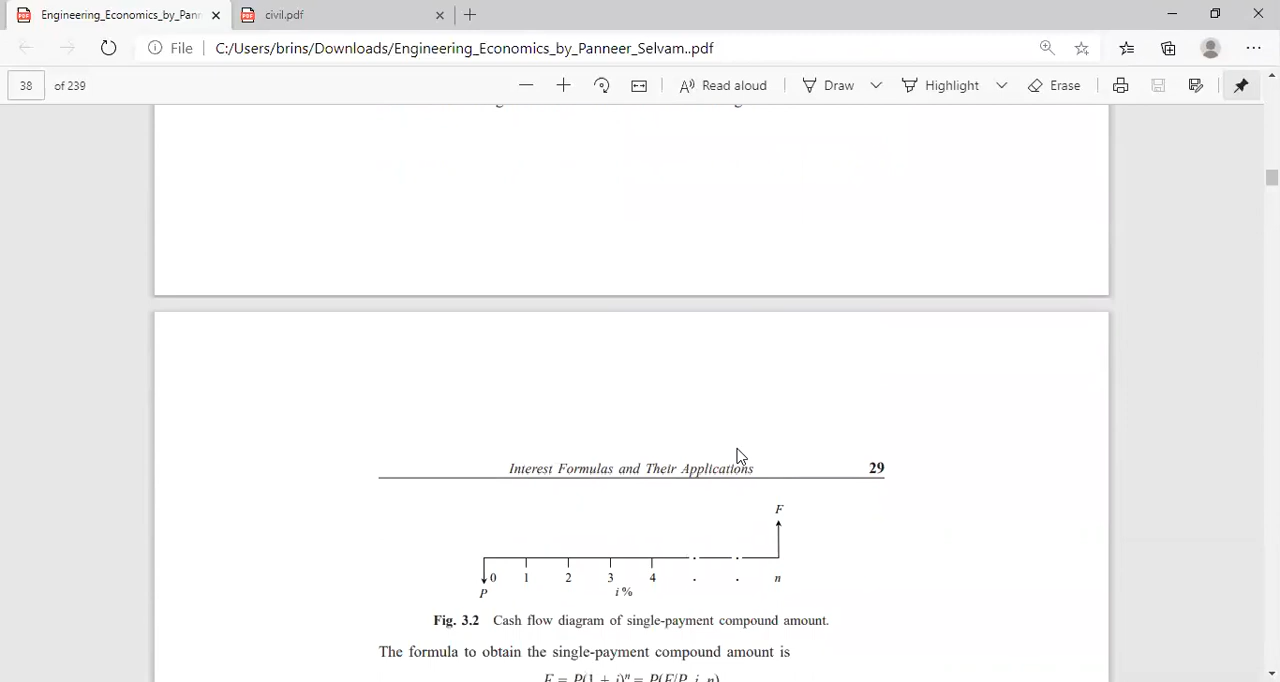 Engineering_Economics_by_Pann
civil.pdf
File
C:/Users/brins/Downloads/Engineering_Economics_by_Panneer_Selvam..pdf
38 of 239
Read aloud
Draw
Highlight
Erase
Interest Formulas and Their Applications 29
F
0 1 2 3 4 . . n
P i%
Fig. 3.2 Cash flow diagram of single-payment compound amount.
The formula to obtain the single-payment compound amount is
F = P(1 + i)ⁿ = P(F/P, i, n)